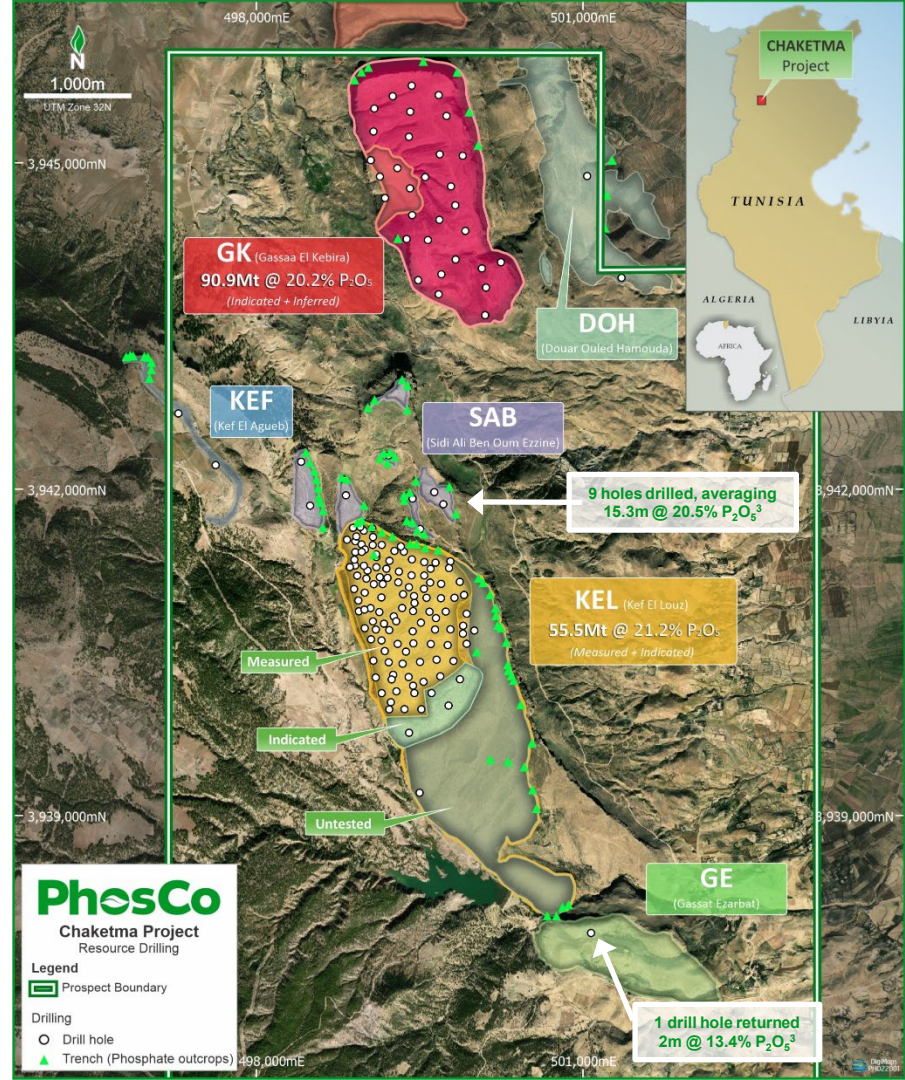 498,000mE
501,000mE
N
1,000m
UTM Zone 32N
CHAKETMA
Project
TUNISIA
ALGERIA
LIBYIA
AFRICA
3,945,000mN
GK (Gassaa El Kebira)
90.9Mt @ 20.2% P₂O₅
(Indicated + Inferred)
DOH
(Douar Ouled Hamouda)
KEF
(Kef El Agueb)
SAB
(Sidi Ali Ben Oum Ezzine)
3,942,000mN
3,942,000mN
9 holes drilled, averaging
15.3m @ 20.5% P₂O₅³
KEL (Kef El Louz)
55.5Mt @ 21.2% P₂O₅
(Measured + Indicated)
Measured
Indicated
Untested
3,939,000mN
3,939,000mN
GE
(Gassat Ezarbat)
1 drill hole returned
2m @ 13.4% P₂O₅³
PhosCo
Chaketma Project
Resource Drilling
Legend
Prospect Boundary
Drilling
Drill hole
Trench (Phosphate outcrops)
498,000mE
501,000mE
DigMaps
PHO22001